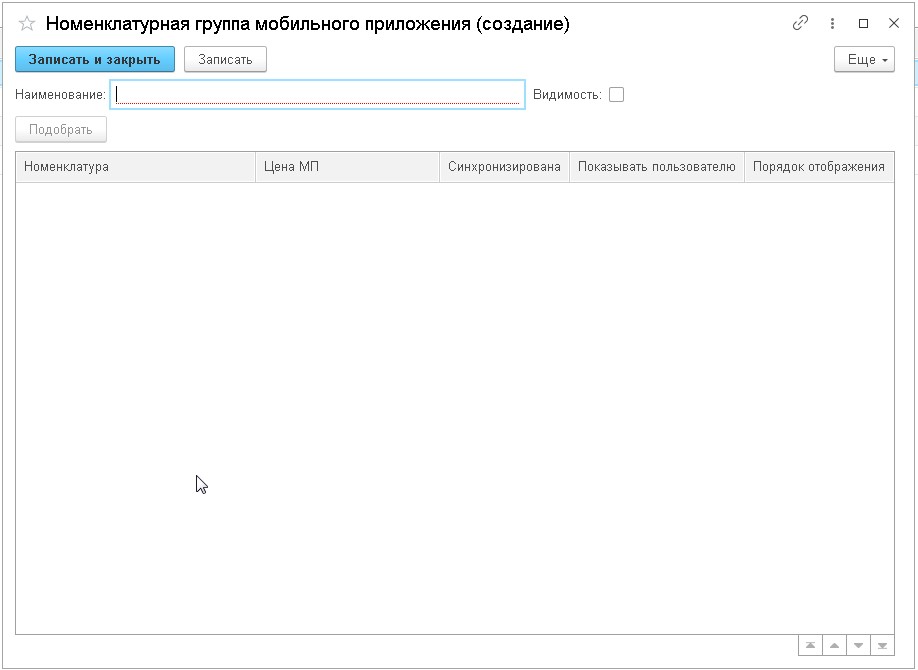 Номенклатурная группа мобильного приложения (создание)
Записать и закрыть Записать Еще
Наименование: Видимость:
Подобрать
Номенклатура Цена МП Синхронизирована Показывать пользователю Порядок отображения